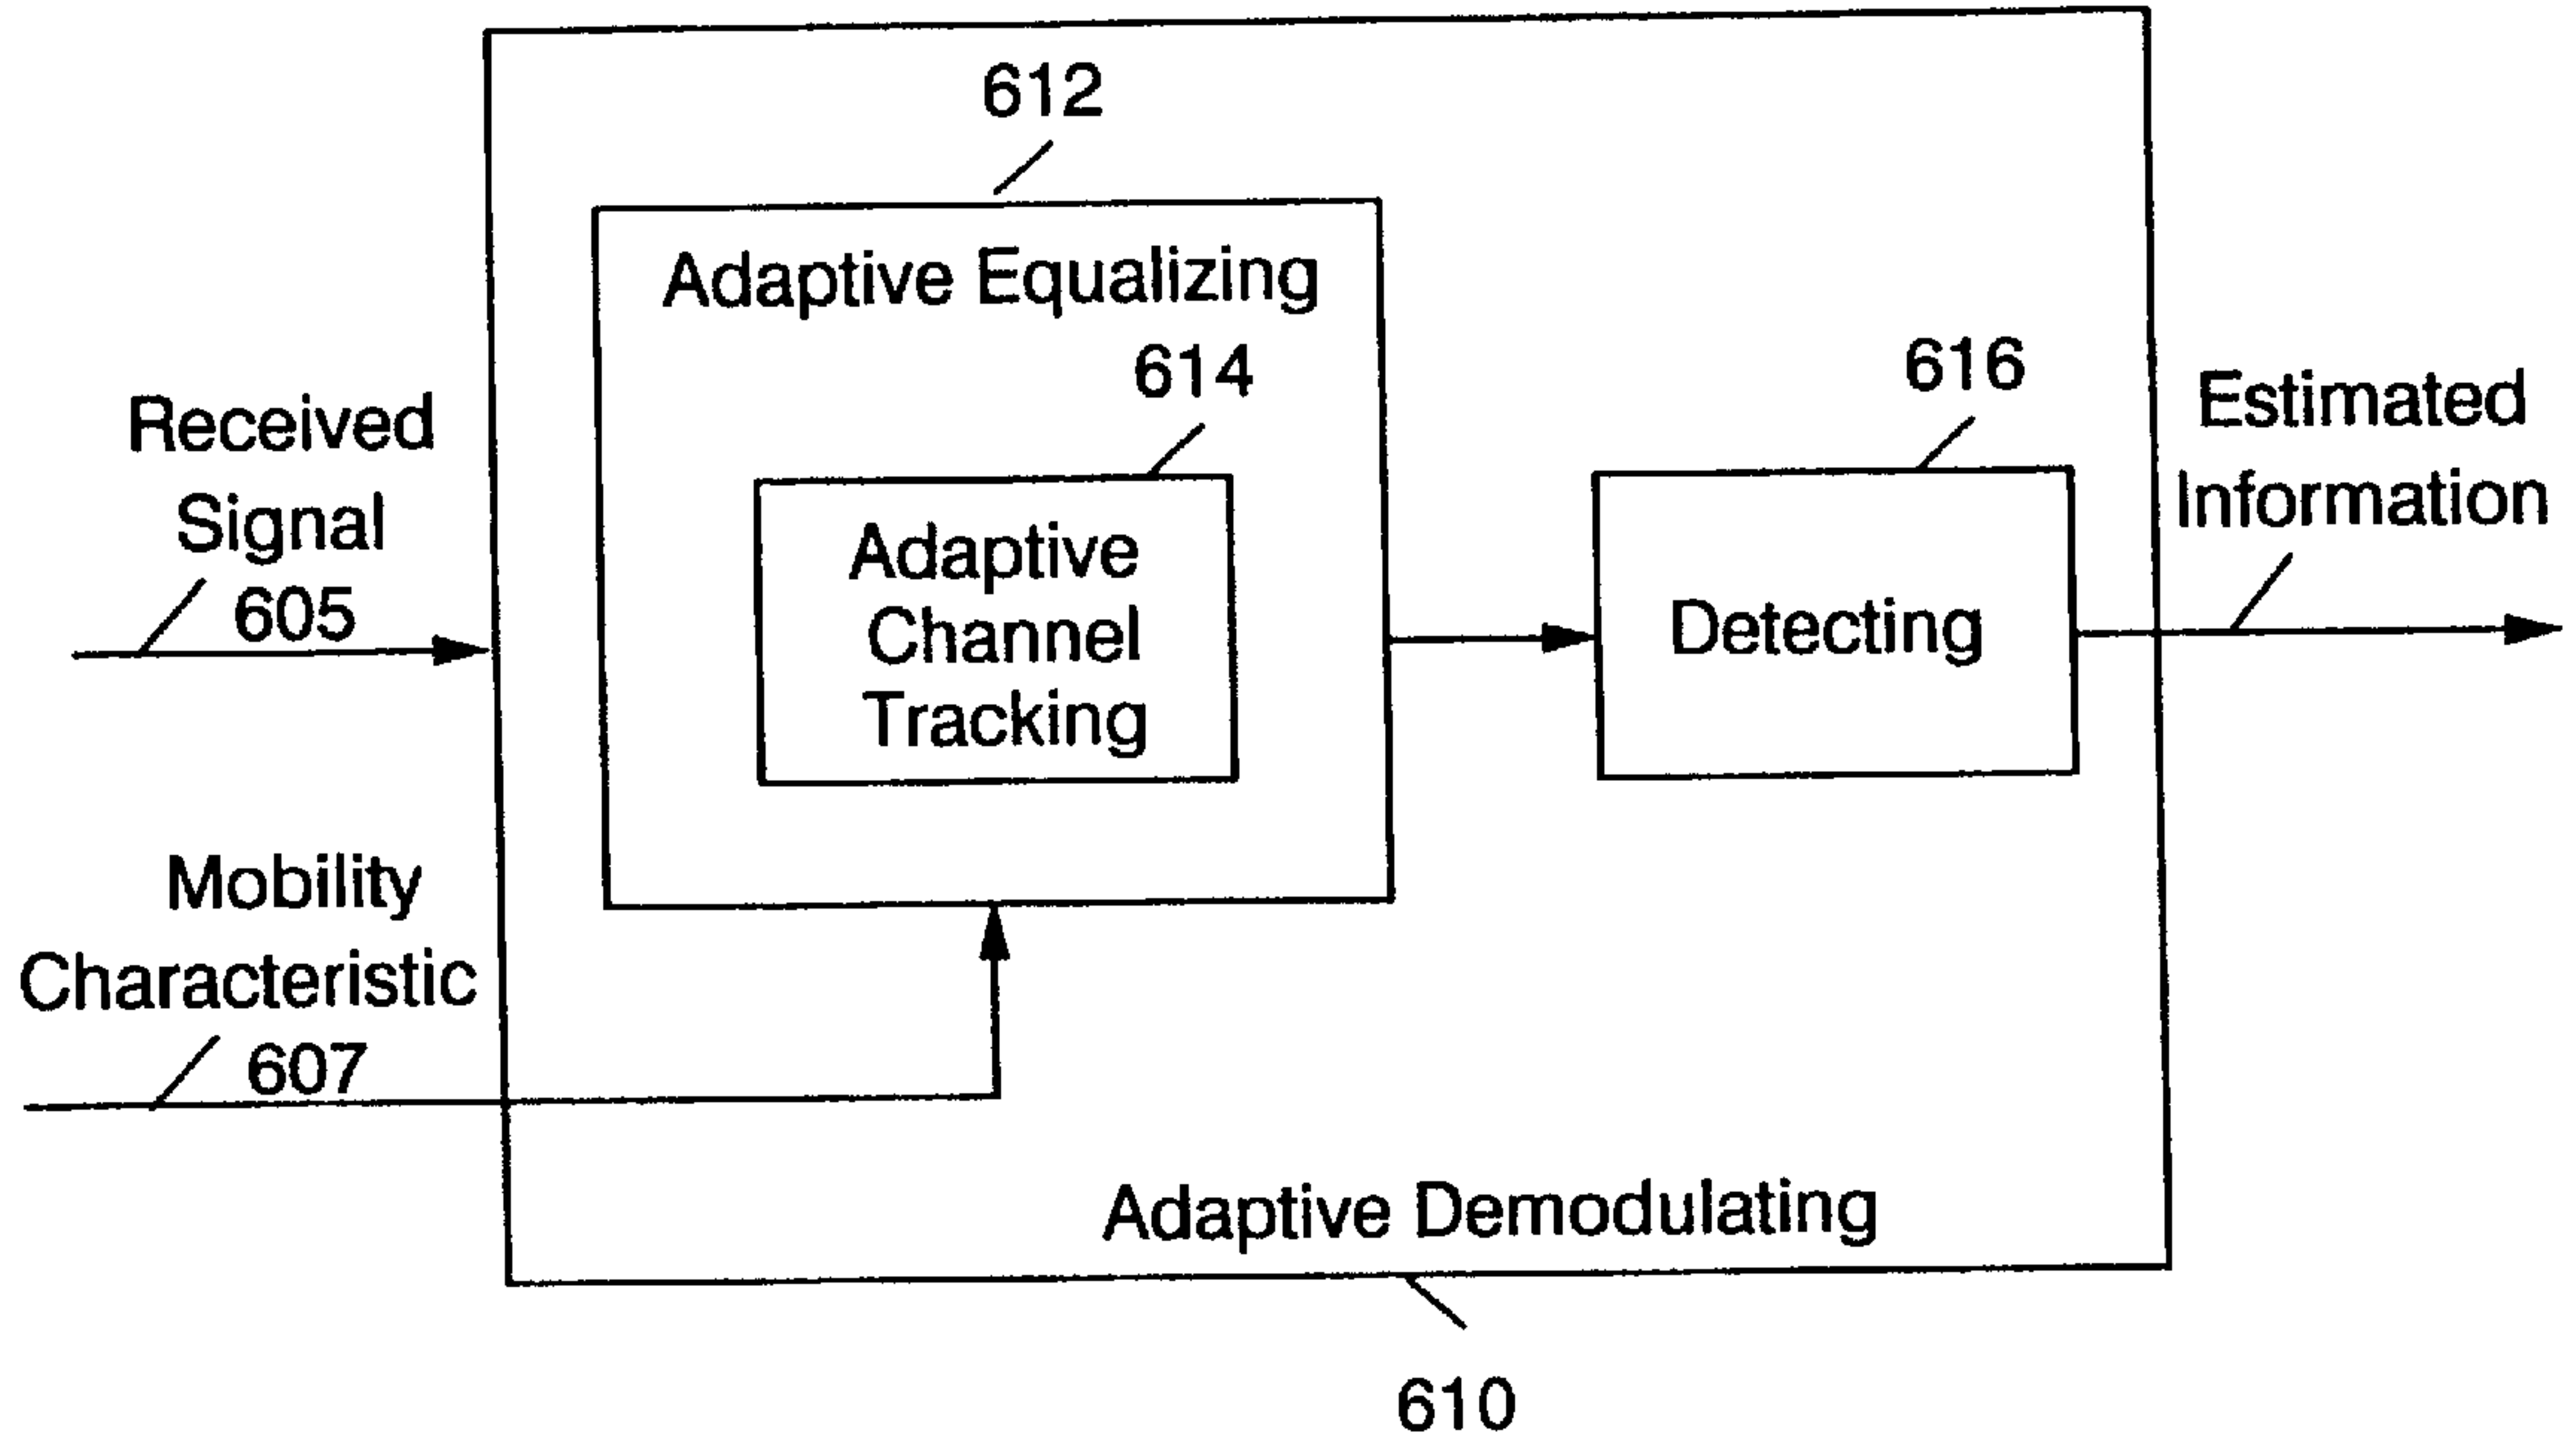 612
Adaptive Equalizing
614
Adaptive
Channel
Tracking
616
Detecting
Received
Signal
605
Mobility
Characteristic
607
Estimated
Information
Adaptive Demodulating
610